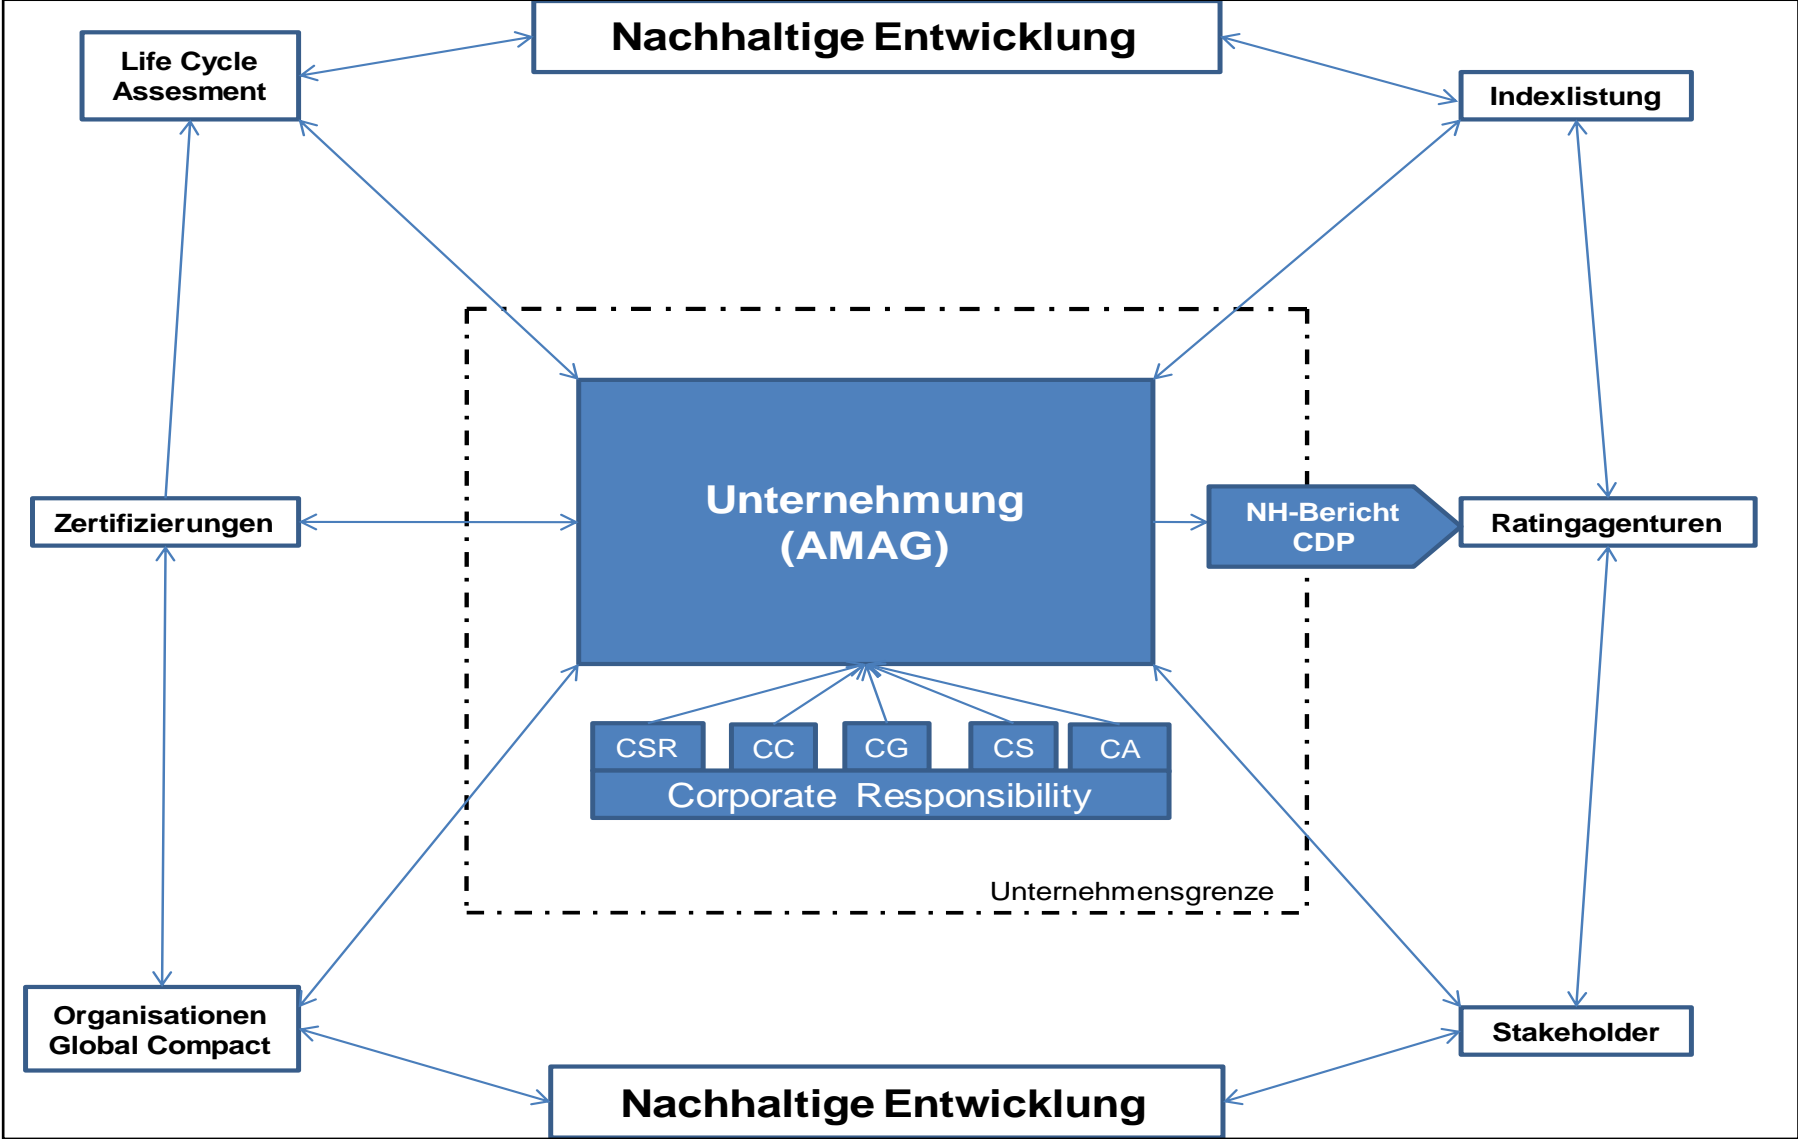 Nachhaltige Entwicklung
Life Cycle
Assesment
Indexlistung
Unternehmung
(AMAG)
Zertifizierungen
NH-Bericht
CDP
Ratingagenturen
CSR
CC
CG
CS
CA
Corporate Responsibility
Unternehmensgrenze
Organisationen
Global Compact
Stakeholder
Nachhaltige Entwicklung